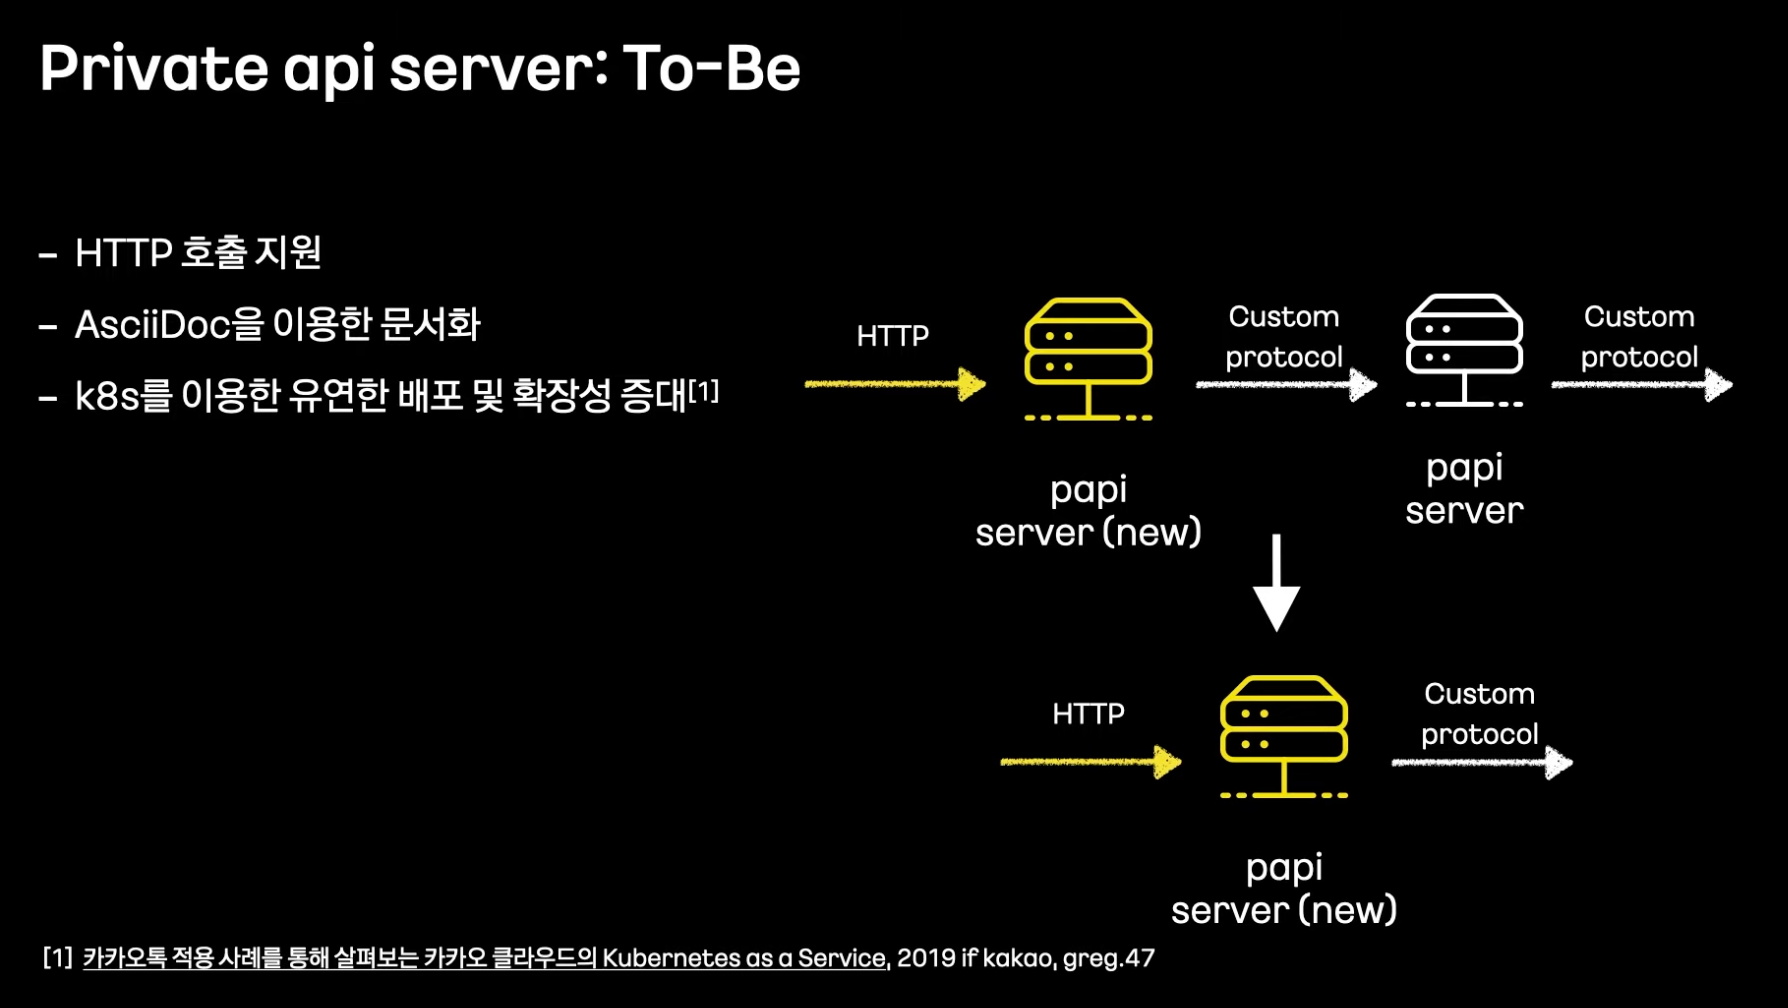 Private api server: To-Be
– HTTP 호출 지원
– AsciiDoc을 이용한 문서화
– k8s를 이용한 유연한 배포 및 확장성 증대[1]
HTTP
Custom
protocol
Custom
protocol
papi
server (new)
papi
server
HTTP
Custom
protocol
papi
server (new)
[1] 카카오톡 적용 사례를 통해 살펴보는 카카오 클라우드의 Kubernetes as a Service, 2019 if kakao, greg.47